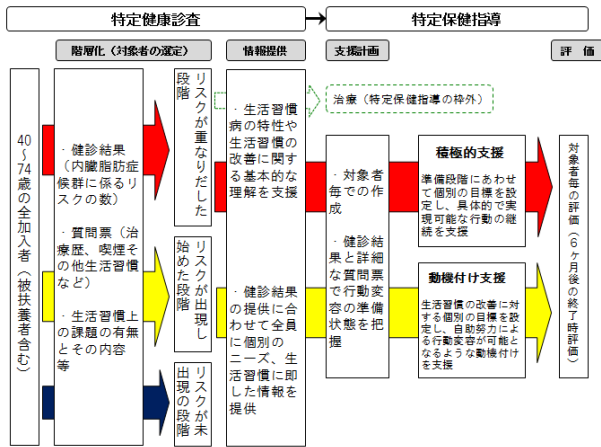 特定健康診査
特定保健指導
階層化（対象者の選定）
情報提供
支援計画
評　価
40～74歳の全加入者（被扶養者含む）
・健診結果
（内臓脂肪症
候群に係るリ
スクの数）
・質問票（治
療歴、喫煙そ
の他生活習慣
など）
・生活習慣上
の課題の有無
とその内容
等
リスクが重なりだした
段階
リスクが出現し
始めた段階
リスクが未
出現の段階
・生活習慣
病の特性や
生活習慣の
改善に関す
る基本的な
理解を支援
・健診結果
の提供に合
わせて全員
に個別の
ニーズ、生
活習慣に即
した情報を
提供
治療（特定保健指導の枠外）
・対象者
毎での作
成
・健診結
果と詳細
な質問票
で行動変
容の準備
状態を把
握
積極的支援
準備段階にあわせ
て個別の目標を設
定し、具体的で実
現可能な行動の継
続を支援
動機付け支援
生活習慣の改善に対す
る個別の目標を設
定し、自助努力によ
る行動変容が可能と
なるような動機付け
を支援
対象者毎の評価（６ヶ月後の終了時評価）